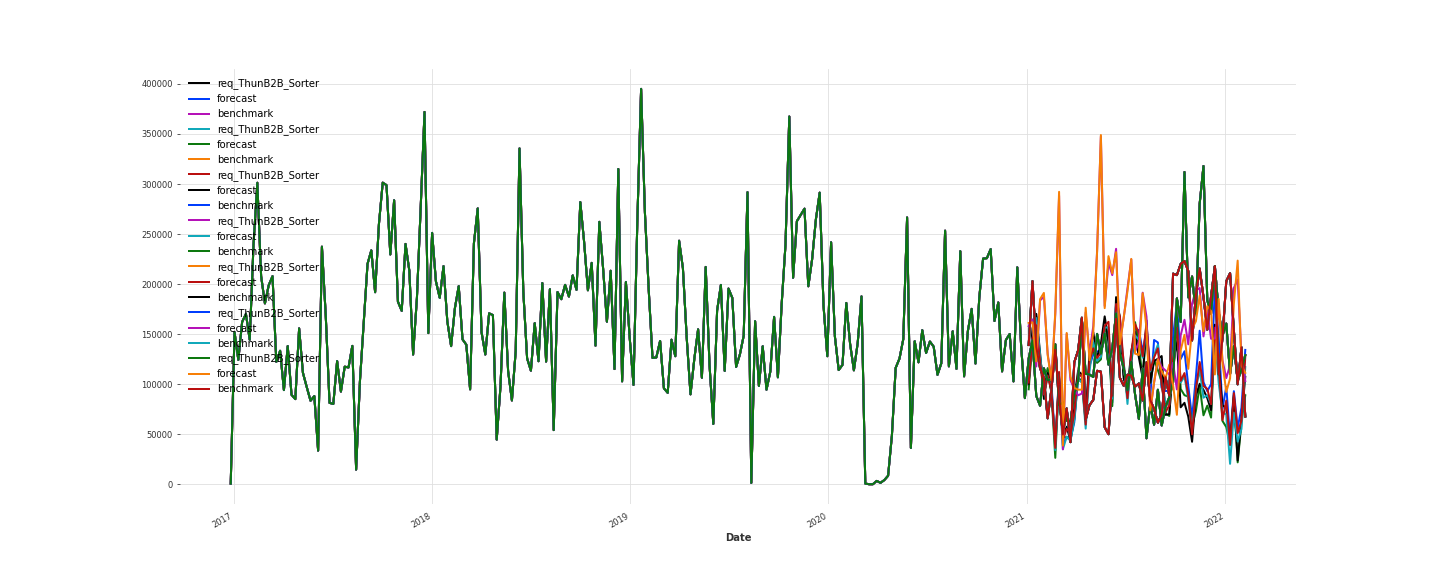 400000
350000
300000
250000
200000
150000
100000
50000
0
req_ThunB2B_Sorter
forecast
benchmark
req_ThunB2B_Sorter
forecast
benchmark
req_ThunB2B_Sorter
forecast
benchmark
req_ThunB2B_Sorter
forecast
benchmark
req_ThunB2B_Sorter
forecast
benchmark
req_ThunB2B_Sorter
forecast
benchmark
req_ThunB2B_Sorter
forecast
benchmark
2017
2018
2019
2020
2021
2022
Date